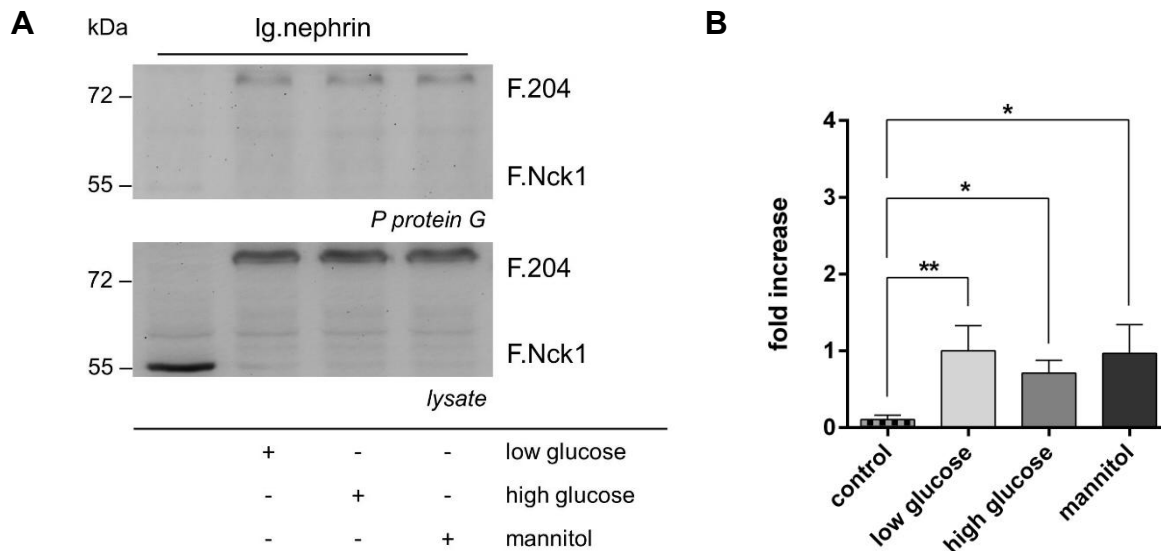 A
kDa
Ig.nephrin
72 –
F.204
55 –
F.Nck1
P protein G
72 –
F.204
55 –
F.Nck1
lysate
+ - - low glucose
- + - high glucose
- - + mannitol
B
fold increase
4
3
2
1
0
*
*
**
control
low glucose
high glucose
mannitol